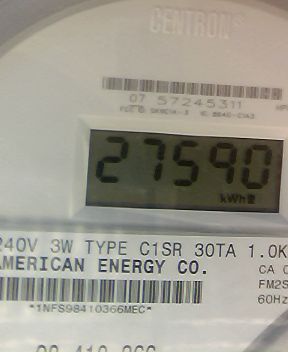 CENTRON®
07 57245311
27590
kWh
240V 3W TYPE C1SR 30TA 1.0K
AMERICAN ENERGY CO.
CA
FM2S
60Hz
*1NFS98410366MEC*